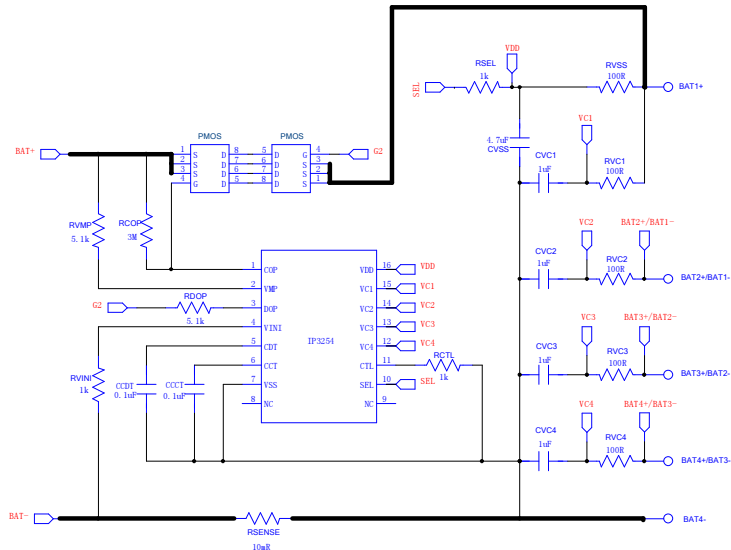 VDD
RSEL
RVSS
1k
100R
SEL
BAT1+
VC1
PMOS
PMOS
4.7uF
CVSS
BAT+
1 S D 8 5 D G 4
G2
2 S D 7 6 D S 3
3 S D 6 7 D S 2
4 G D 5 8 D S 1
CVC1
RVC1
1uF
100R
RVMP
5.1k
RCOP
3M
VC2
BAT2+/BAT1-
CVC2
RVC2
1uF
100R
BAT2+/BAT1-
1 COP
VDD 16 VDD
2 VMP
VC1 15 VC1
G2
RDOP
5.1k
3 DOP
VC2 14 VC2
4 VINI
IP3254
VC3 13 VC3
5 CDT
VC4 12 VC4
6 CCT
CTL 11
RCTL
1k
7 VSS
SEL 10 SEL
8 NC
NC 9
VC3
BAT3+/BAT2-
CVC3
RVC3
1uF
100R
BAT3+/BAT2-
RVINI
1k
CCDT
0.1uF
CCCT
0.1uF
VC4
BAT4+/BAT3-
CVC4
RVC4
1uF
100R
BAT4+/BAT3-
BAT-
RSENSE
10mR
BAT4-